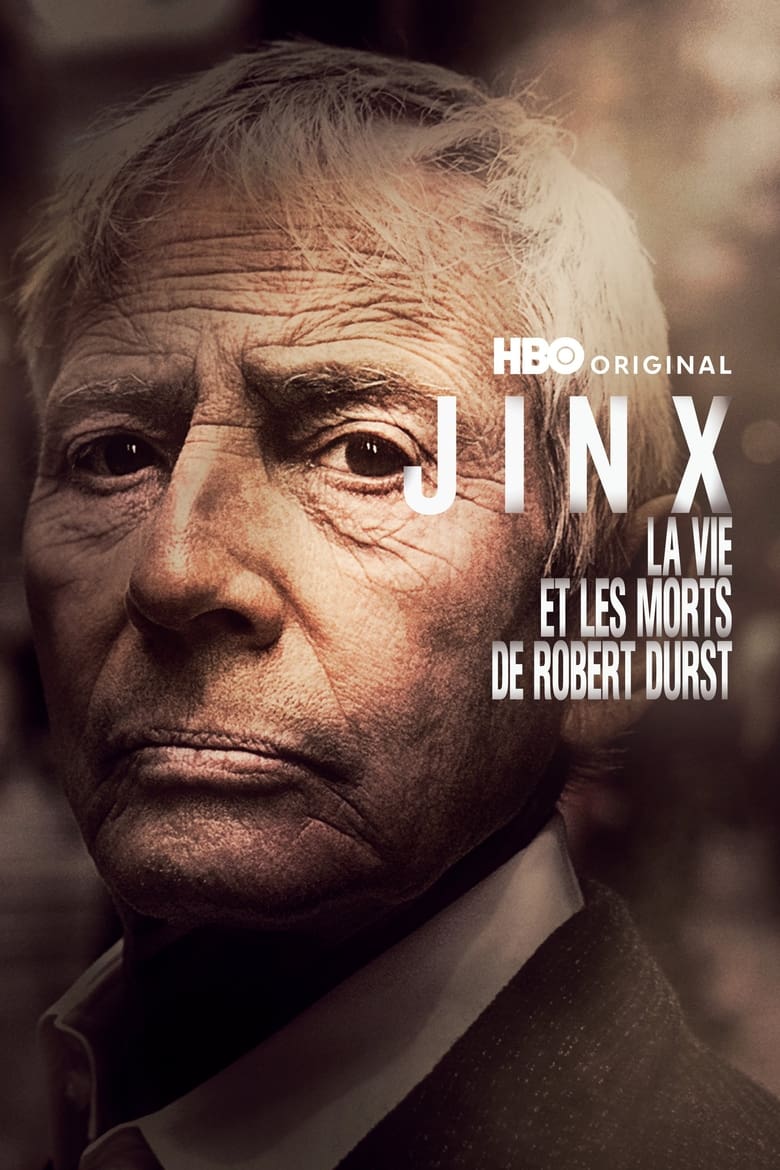 HBO ORIGINAL
JINX
LA VIE
ET LES MORTS
DE ROBERT DURST